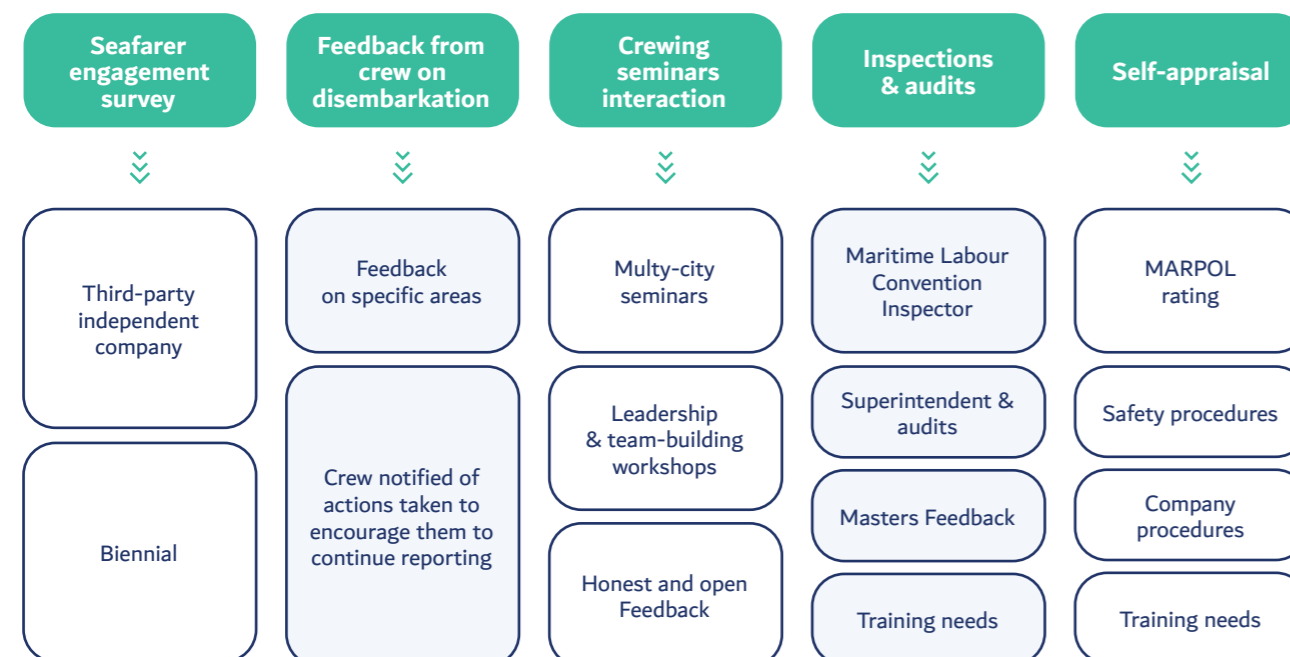 Seafarer
engagement
survey
Feedback from
crew on
disembarkation
Crewing
seminars
interaction
Inspections
& audits
Self-appraisal
Third-party
independent
company
Biennial
Feedback
on specific areas
Crew notified of
actions taken to
encourage them to
continue reporting
Multy-city
seminars
Leadership
& team-building
workshops
Honest and open
Feedback
Maritime Labour
Convention
Inspector
Superintendent &
audits
Masters Feedback
Training needs
MARPOL
rating
Safety procedures
Company
procedures
Training needs